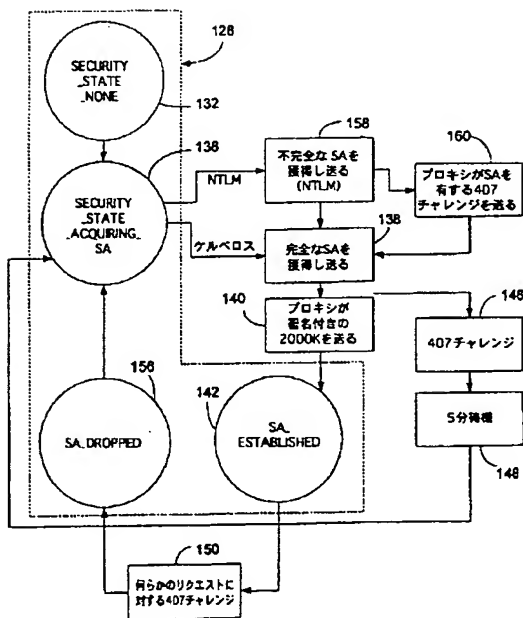 128
SECURITY
_STATE
_NONE
132
136
SECURITY_
STATE
_ACQUIRING_
SA
NTLM
ケルベロス
158
不完全なSAを
獲得し送る
(NTLM)
160
プロキシがSAを
有する407
チャレンジを送る
完全なSAを
獲得し送る
138
140
プロキシが
署名付きの
200OKを送る
146
407チャレンジ
5分待機
148
156
SA_DROPPED
142
SA_
ESTABLISHED
150
何らかのリクエストに
対する407チャレンジ